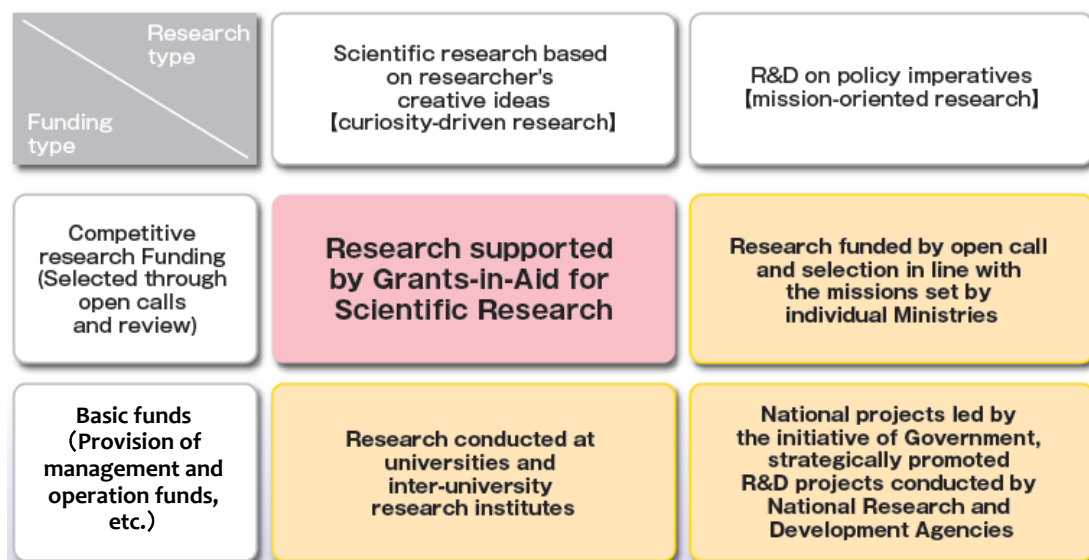 Research
type
Funding
type
Scientific research based
on researcher's
creative ideas
【curiosity-driven research】
R&D on policy imperatives
【mission-oriented research】
Competitive
research Funding
(Selected through
open calls
and review)
Research supported
by Grants-in-Aid for
Scientific Research
Research funded by open call
and selection in line with
the missions set by
individual Ministries
Basic funds
(Provision of
management and
operation funds,
etc.)
Research conducted at
universities and
inter-university
research institutes
National projects led by
the initiative of Government,
strategically promoted
R&D projects conducted by
National Research and
Development Agencies